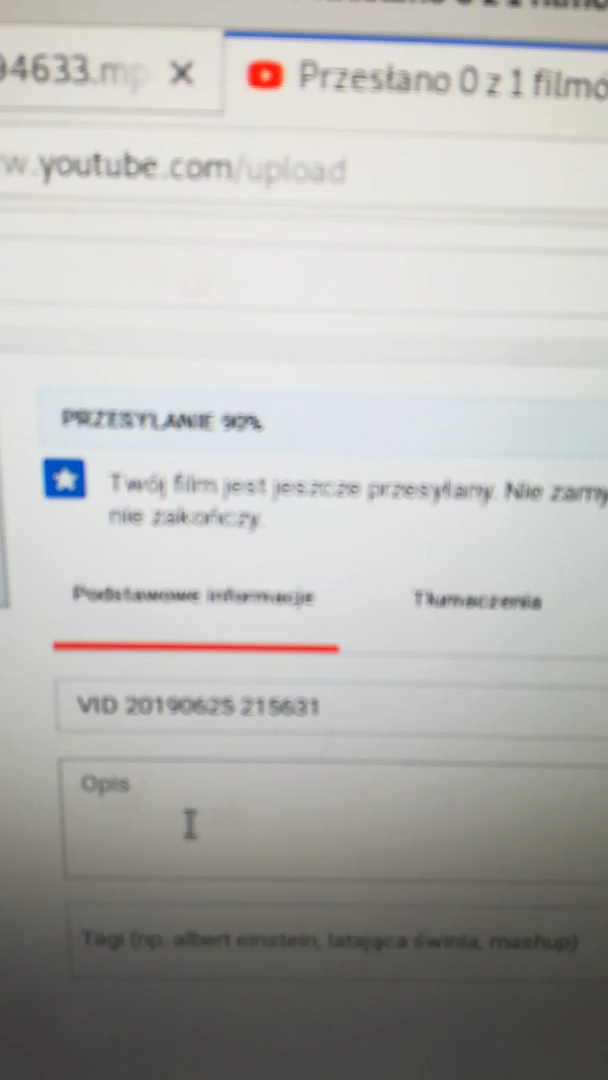 94633.mp
Przesłano 0 z 1 filmó
w.youtube.com/upload
PRZESYŁANIE 90%
Twój film jest jeszcze przesyłany. Nie zamy
nie zakończy.
Podstawowe informacje
Tłumaczenia
VID 20190625 215631
Opis
Tagi (np. albert einstein, latająca świnia, mashup)